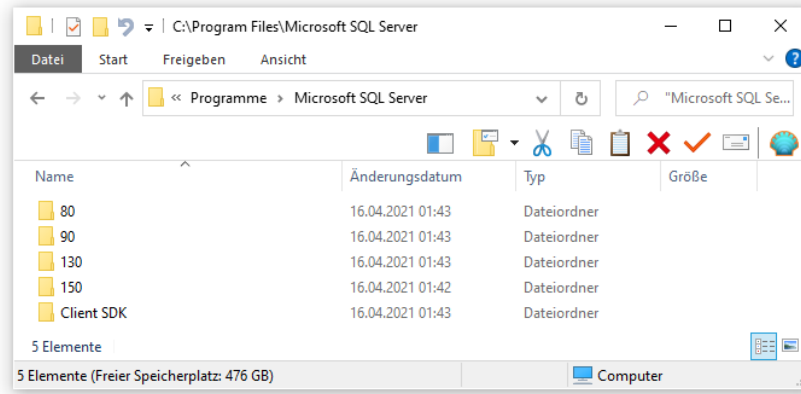 C:\Program Files\Microsoft SQL Server
Datei Start Freigeben Ansicht
« Programme › Microsoft SQL Server "Microsoft SQL Se...
Name Änderungsdatum Typ Größe
80 16.04.2021 01:43 Dateiordner
90 16.04.2021 01:43 Dateiordner
130 16.04.2021 01:43 Dateiordner
150 16.04.2021 01:42 Dateiordner
Client SDK 16.04.2021 01:43 Dateiordner
5 Elemente
5 Elemente (Freier Speicherplatz: 476 GB) Computer